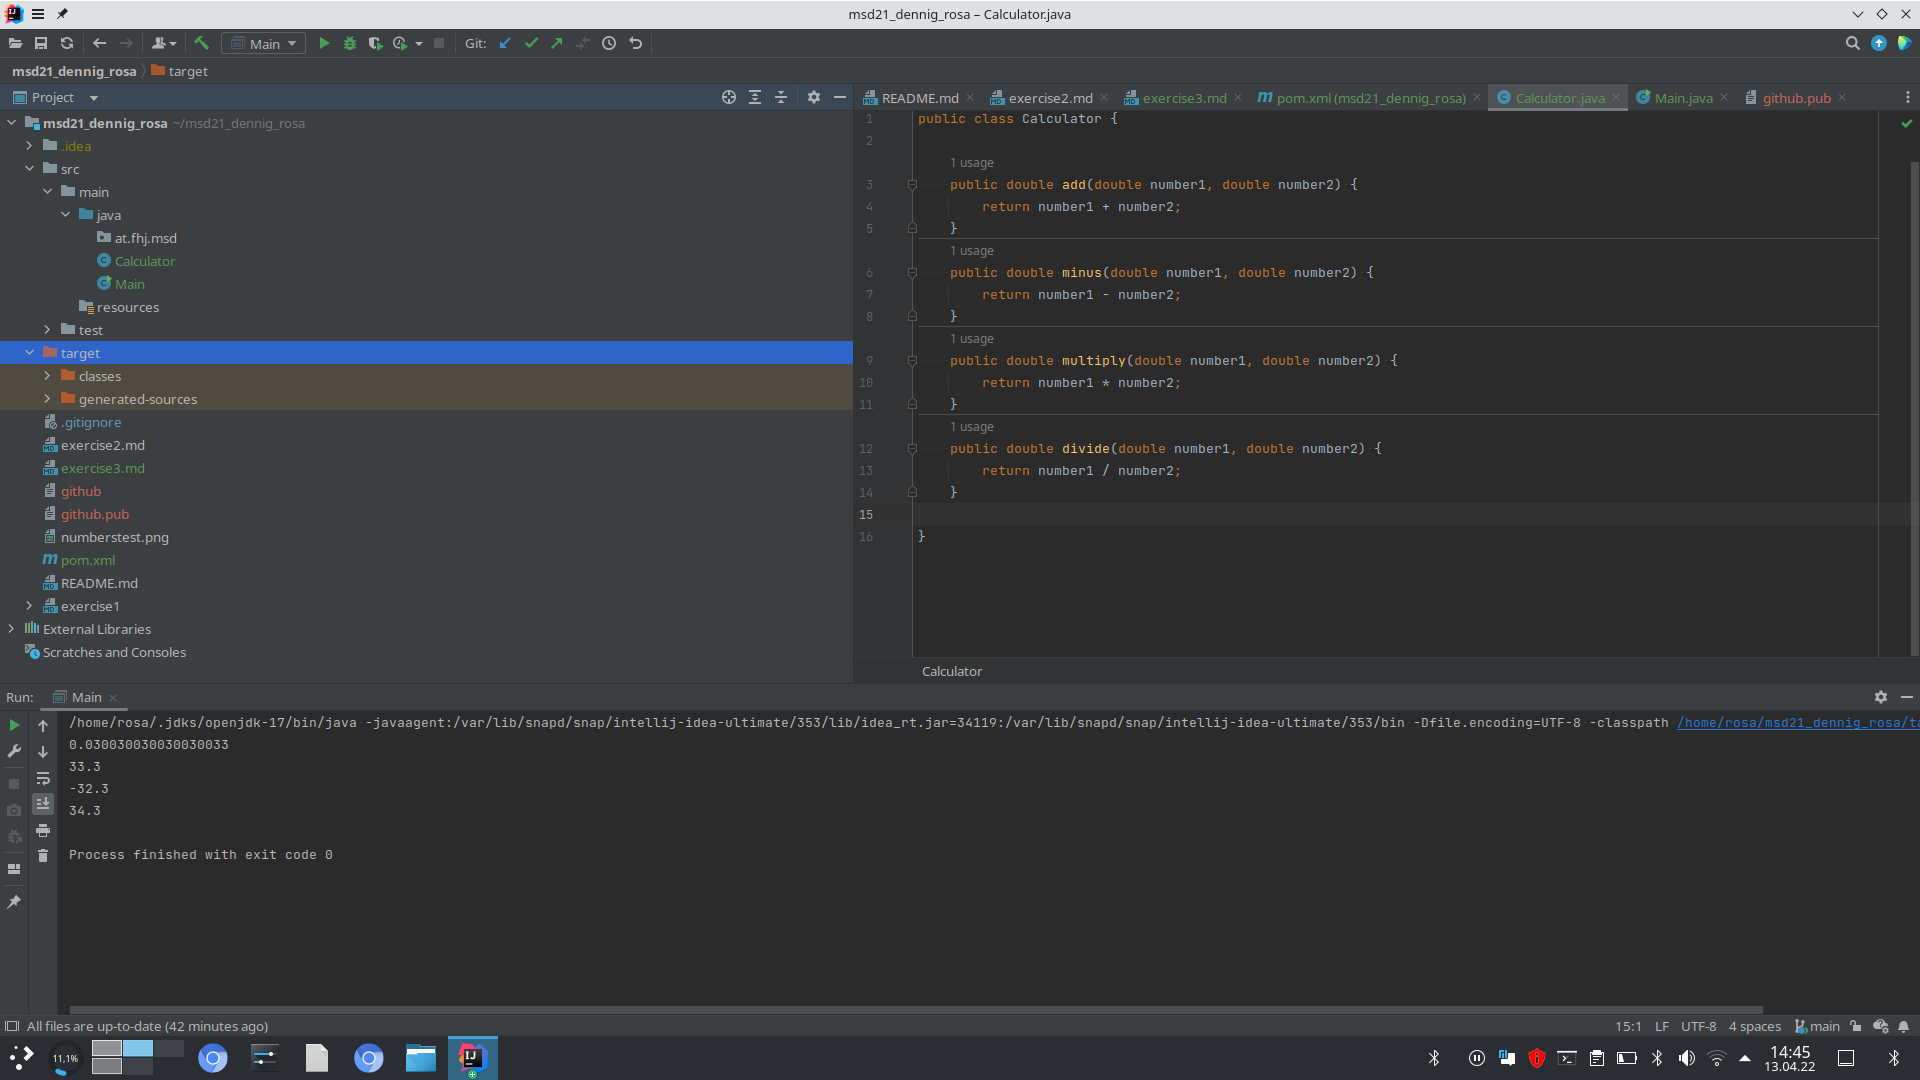 msd21_dennig_rosa – Calculator.java
Main
Git:
msd21_dennig_rosa
target
Project
README.md
exercise2.md
exercise3.md
pom.xml (msd21_dennig_rosa)
Calculator.java
Main.java
github.pub
msd21_dennig_rosa ~/msd21_dennig_rosa
.idea
src
main
java
at.fhj.msd
Calculator
Main
resources
test
target
classes
generated-sources
.gitignore
exercise2.md
exercise3.md
github
github.pub
numberstest.png
pom.xml
README.md
exercise1
External Libraries
Scratches and Consoles
1 public class Calculator {
2
1 usage
3 public double add(double number1, double number2) {
4 return number1 + number2;
5 }
1 usage
6 public double minus(double number1, double number2) {
7 return number1 - number2;
8 }
1 usage
9 public double multiply(double number1, double number2) {
10 return number1 * number2;
11 }
1 usage
12 public double divide(double number1, double number2) {
13 return number1 / number2;
14 }
15
16 }
Calculator
Run: Main
/home/rosa/.jdks/openjdk-17/bin/java -javaagent:/var/lib/snapd/snap/intellij-idea-ultimate/353/lib/idea_rt.jar=34119:/var/lib/snapd/snap/intellij-idea-ultimate/353/bin -Dfile.encoding=UTF-8 -classpath /home/rosa/msd21_dennig_rosa/ta
0.030030030030030033
33.3
-32.3
34.3
Process finished with exit code 0
All files are up-to-date (42 minutes ago)
15:1 LF UTF-8 4 spaces main
11,1%
14:45
13.04.22